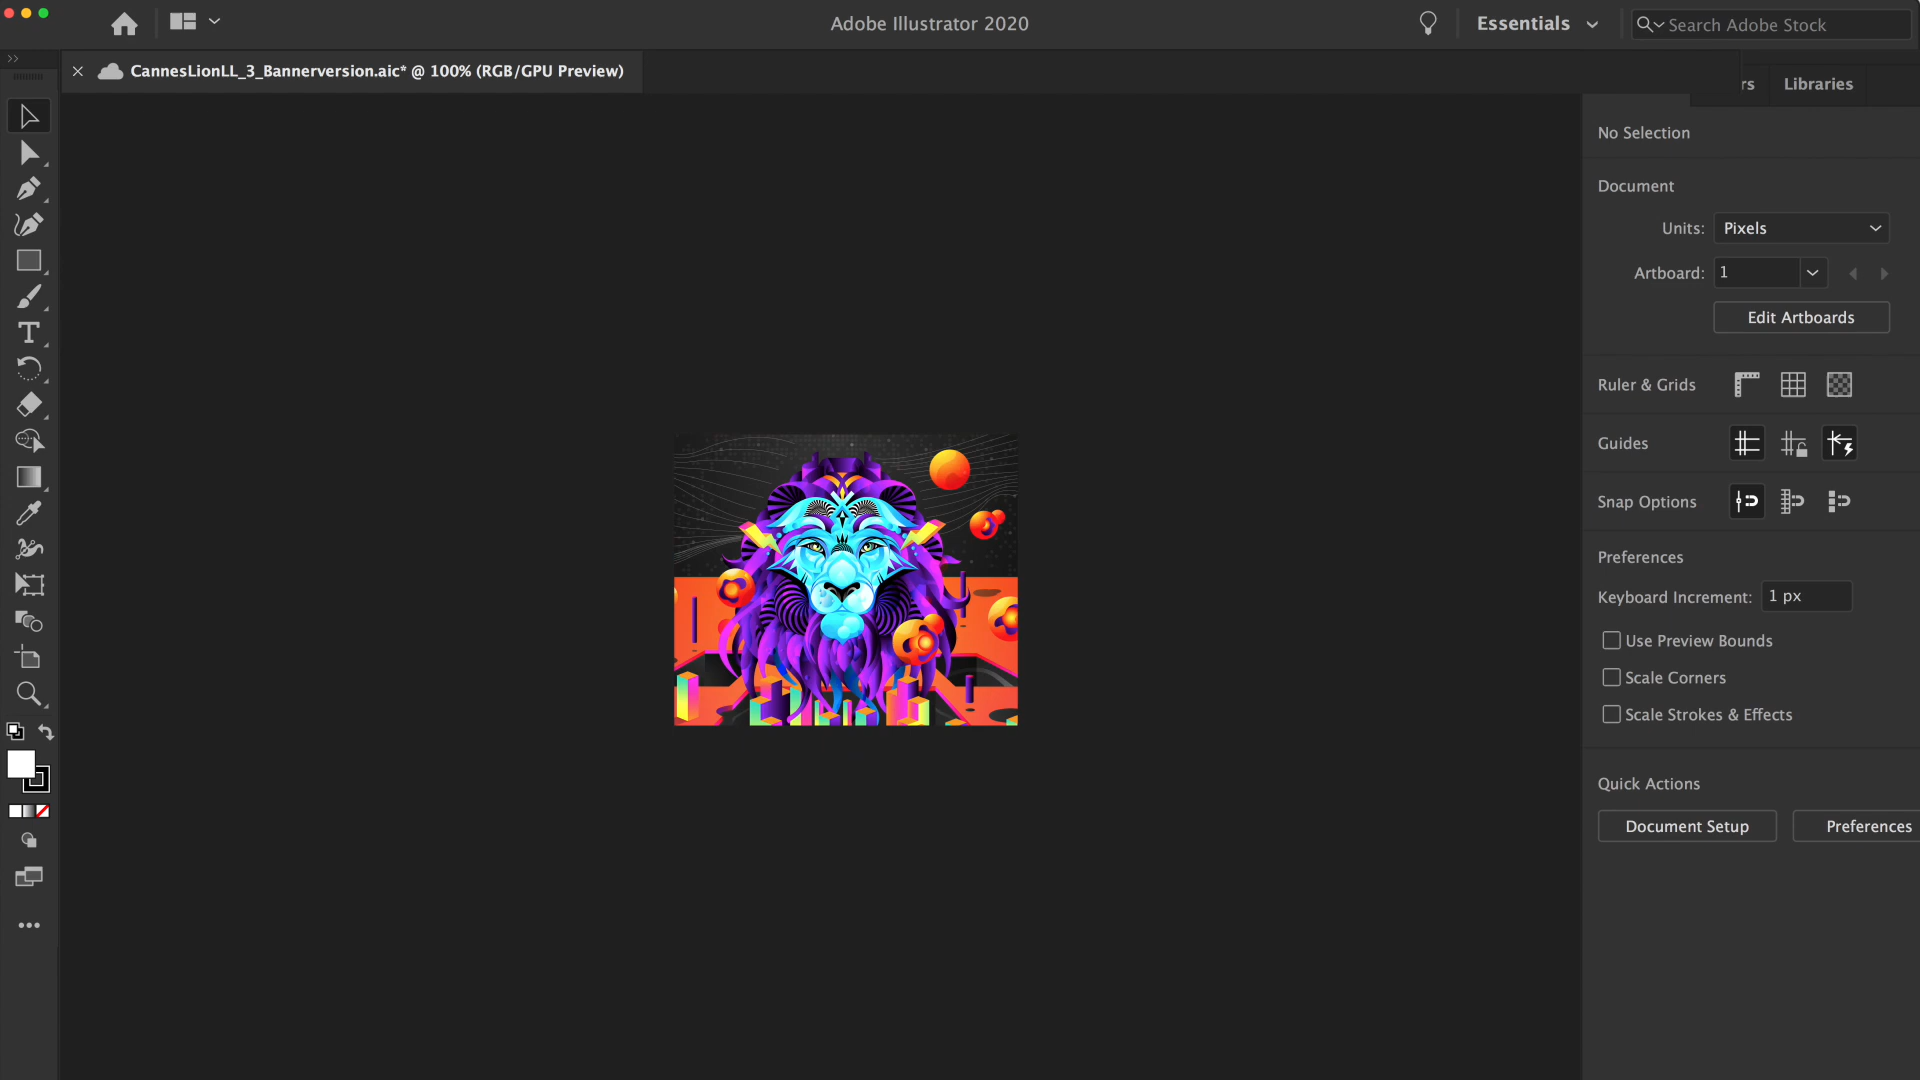 Adobe Illustrator 2020
Essentials
Search Adobe Stock
CannesLionLL_3_Bannerversion.aic* @ 100% (RGB/GPU Preview)
rs
Libraries
No Selection
Document
Units: Pixels
Artboard: 1
Edit Artboards
Ruler & Grids
Guides
Snap Options
Preferences
Keyboard Increment: 1 px
Use Preview Bounds
Scale Corners
Scale Strokes & Effects
Quick Actions
Document Setup
Preferences